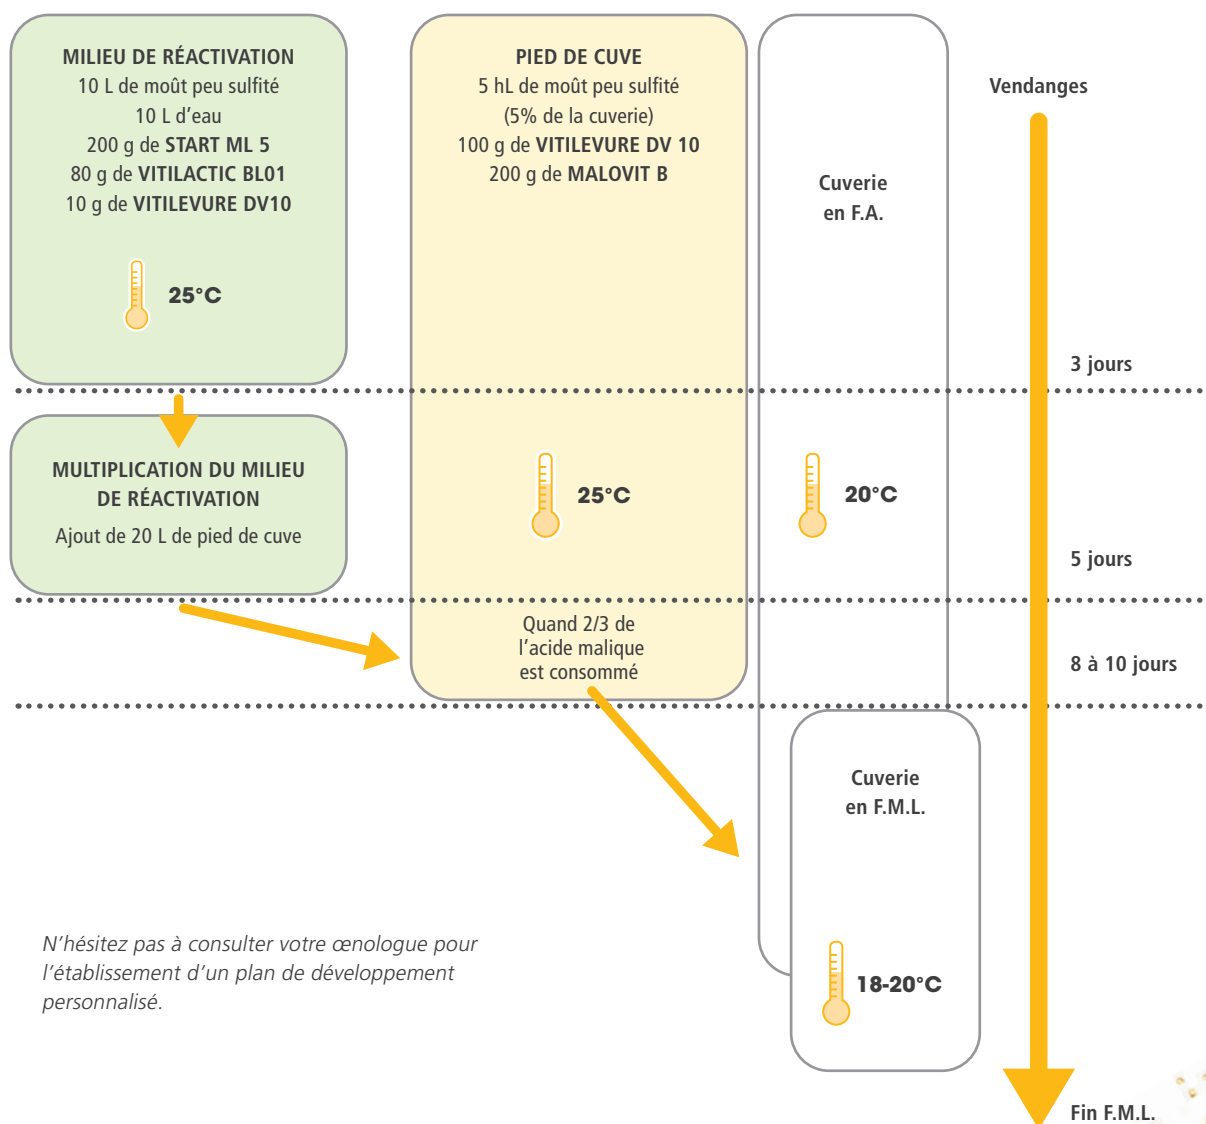 MILIEU DE RÉACTIVATION
10 L de moût peu sulfité
10 L d’eau
200 g de START ML 5
80 g de VITILACTIC BL01
10 g de VITILEVURE DV10
25°C
PIED DE CUVE
5 hL de moût peu sulfité
(5% de la cuverie)
100 g de VITILEVURE DV 10
200 g de MALOVIT B
Cuverie
en F.A.
Vendanges
3 jours
MULTIPLICATION DU MILIEU
DE RÉACTIVATION
Ajout de 20 L de pied de cuve
25°C
20°C
5 jours
Quand 2/3 de
l’acide malique
est consommé
8 à 10 jours
Cuverie
en F.M.L.
18-20°C
N’hésitez pas à consulter votre œnologue pour
l’établissement d’un plan de développement
personnalisé.
Fin F.M.L.